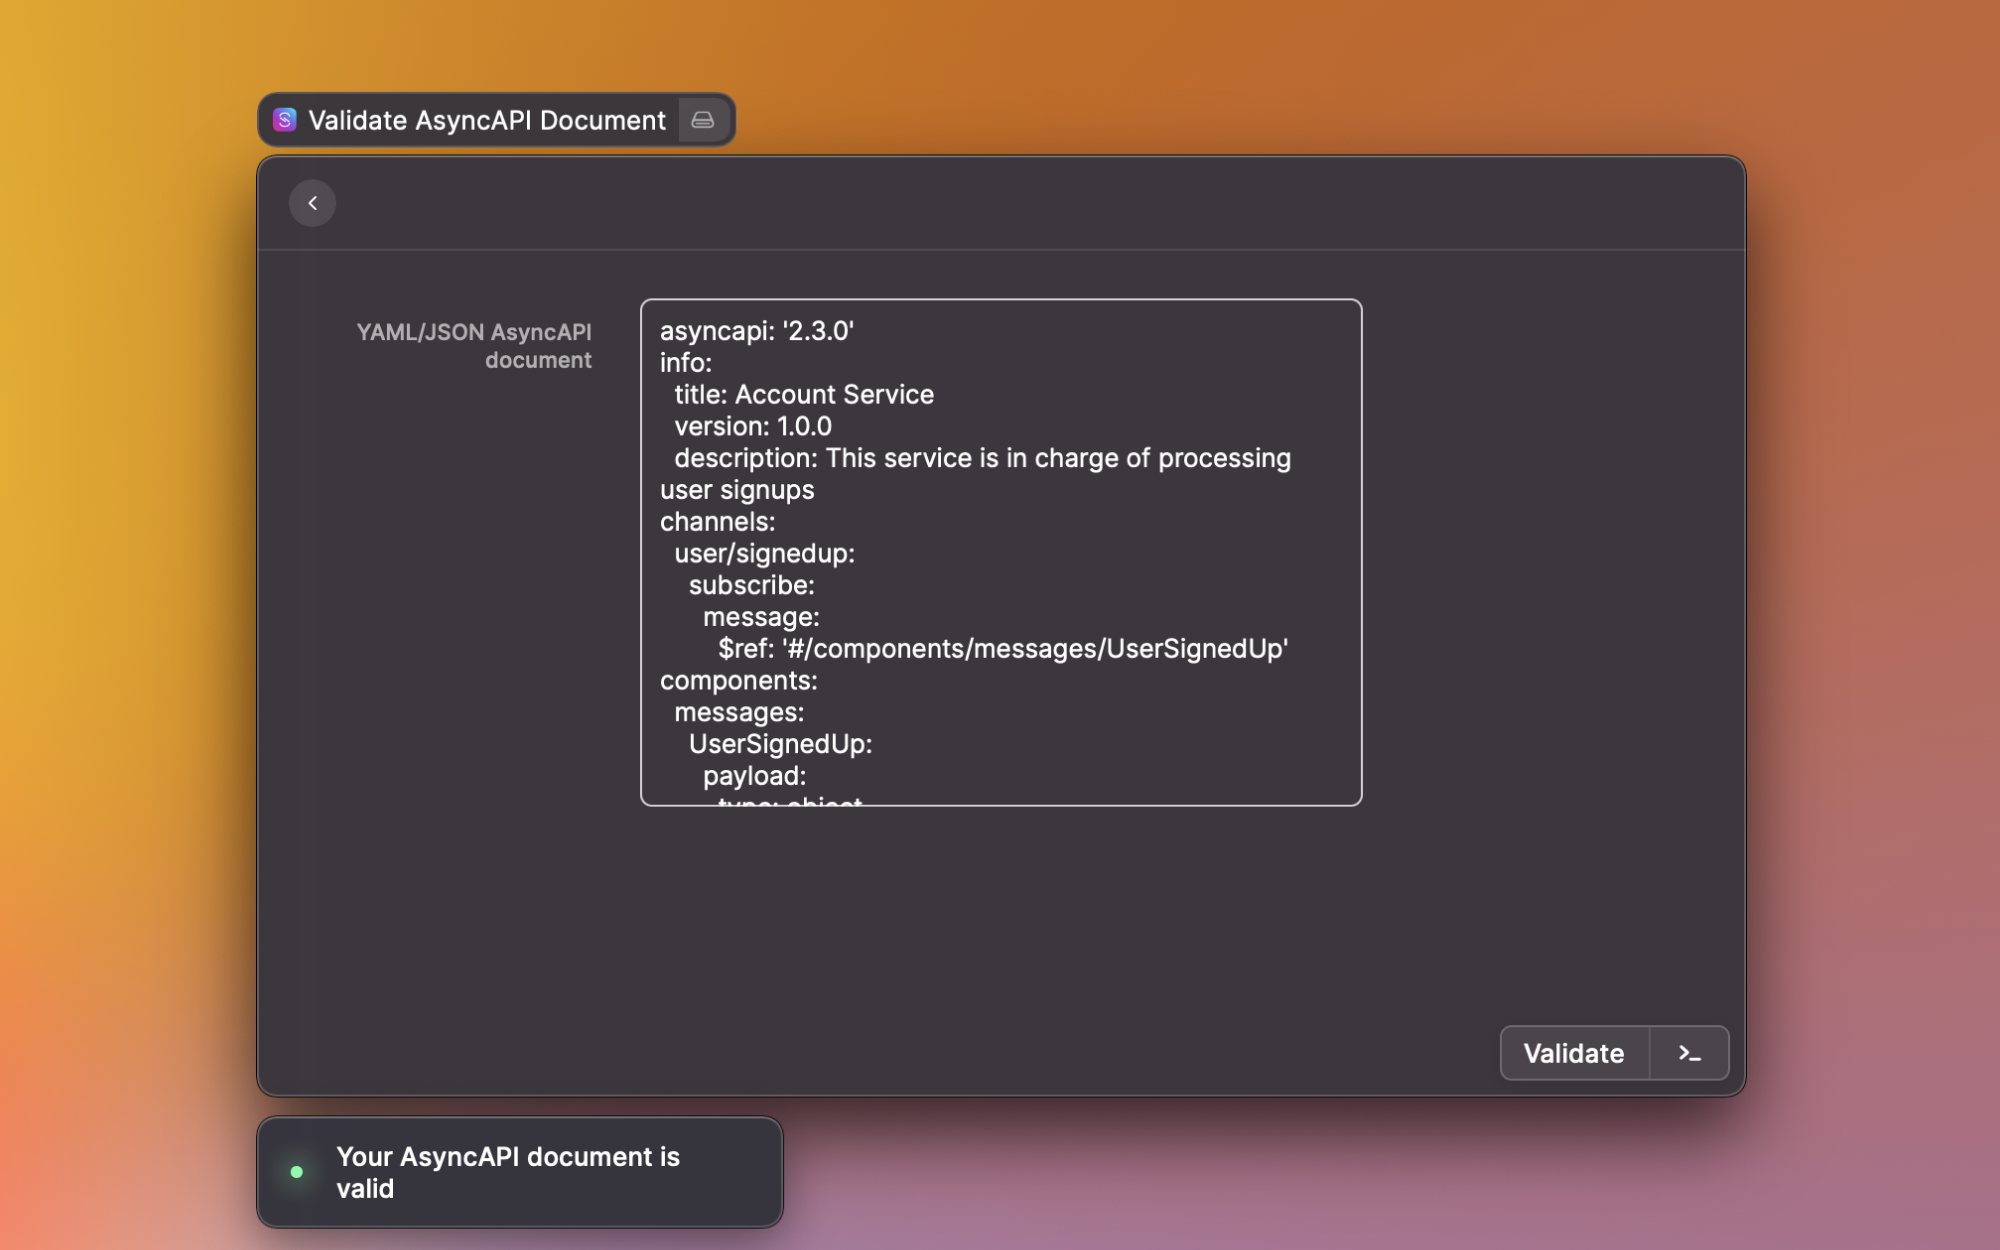 Validate AsyncAPI Document
YAML/JSON AsyncAPI
document
asyncapi: '2.3.0'
info:
  title: Account Service
  version: 1.0.0
  description: This service is in charge of processing
user signups
channels:
  user/signedup:
    subscribe:
      message:
        $ref: '#/components/messages/UserSignedUp'
components:
  messages:
    UserSignedUp:
      payload:
        type: object
Validate
Your AsyncAPI document is
valid